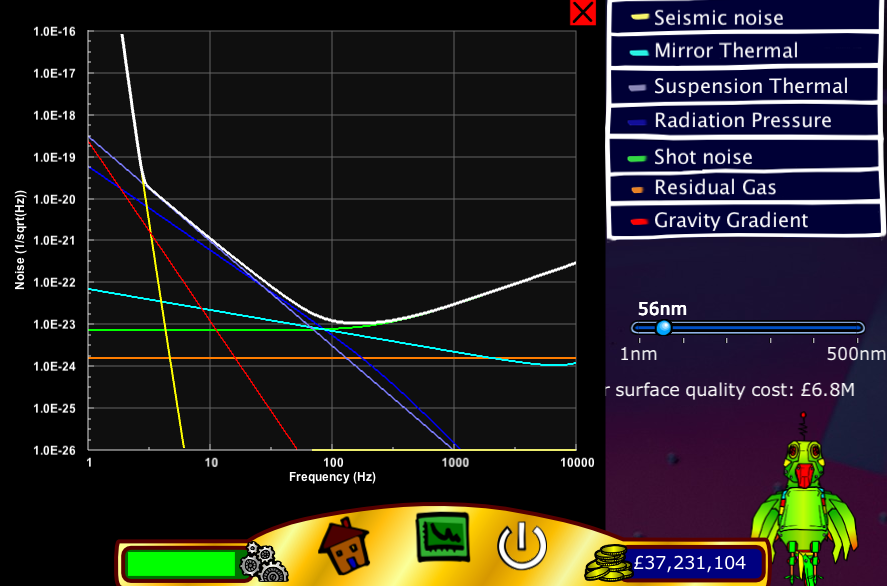 1.0E-16
1.0E-17
1.0E-18
1.0E-19
1.0E-20
1.0E-21
1.0E-22
1.0E-23
1.0E-24
1.0E-25
1.0E-26
Noise (1/sqrt(Hz))
1 10 100 1000 10000
Frequency (Hz)
Seismic noise
Mirror Thermal
Suspension Thermal
Radiation Pressure
Shot noise
Residual Gas
Gravity Gradient
56nm
1nm 500nm
r surface quality cost: £6.8M
£37,231,104